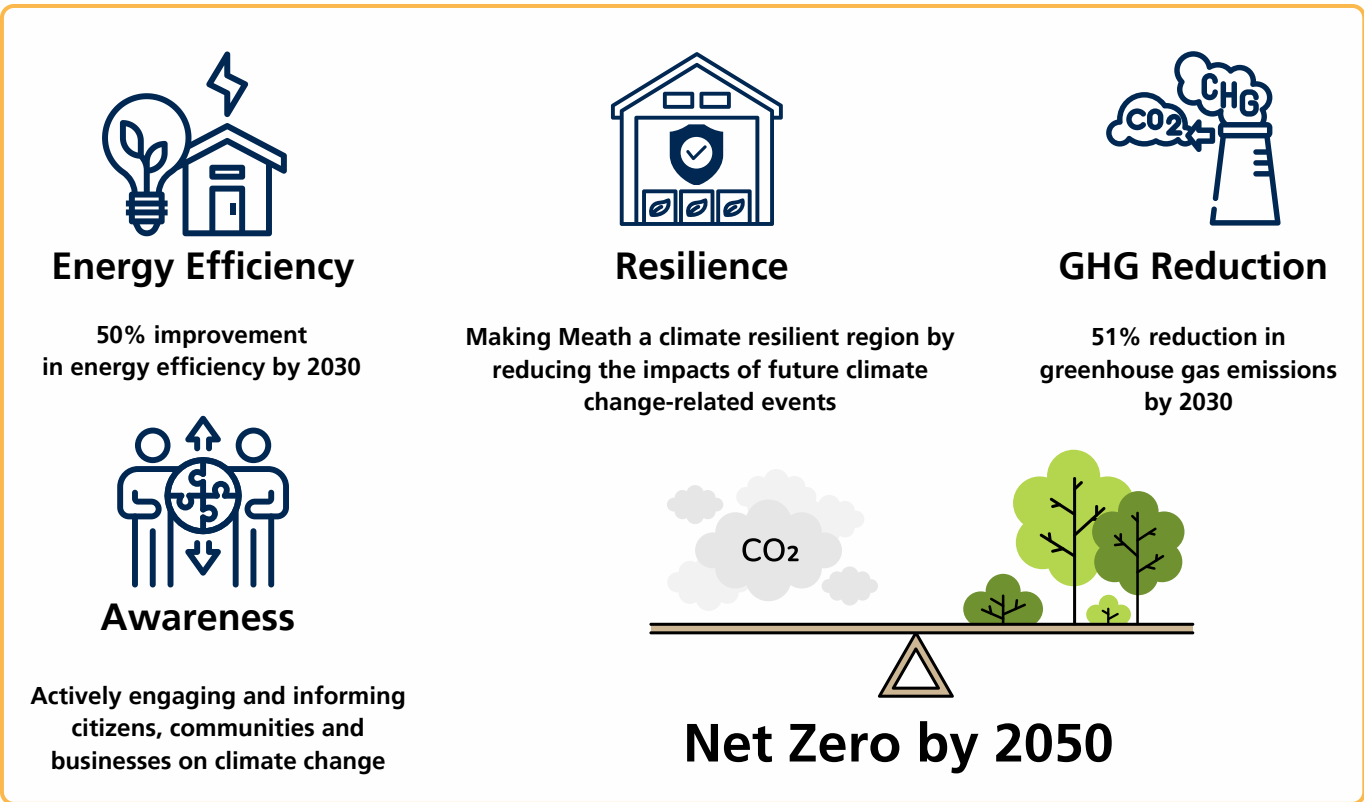 Energy Efficiency
50% improvement
in energy efficiency by 2030
Resilience
Making Meath a climate resilient region by
reducing the impacts of future climate
change-related events
CHG
CO2
GHG Reduction
51% reduction in
greenhouse gas emissions
by 2030
Awareness
Actively engaging and informing
citizens, communities and
businesses on climate change
CO2
Net Zero by 2050